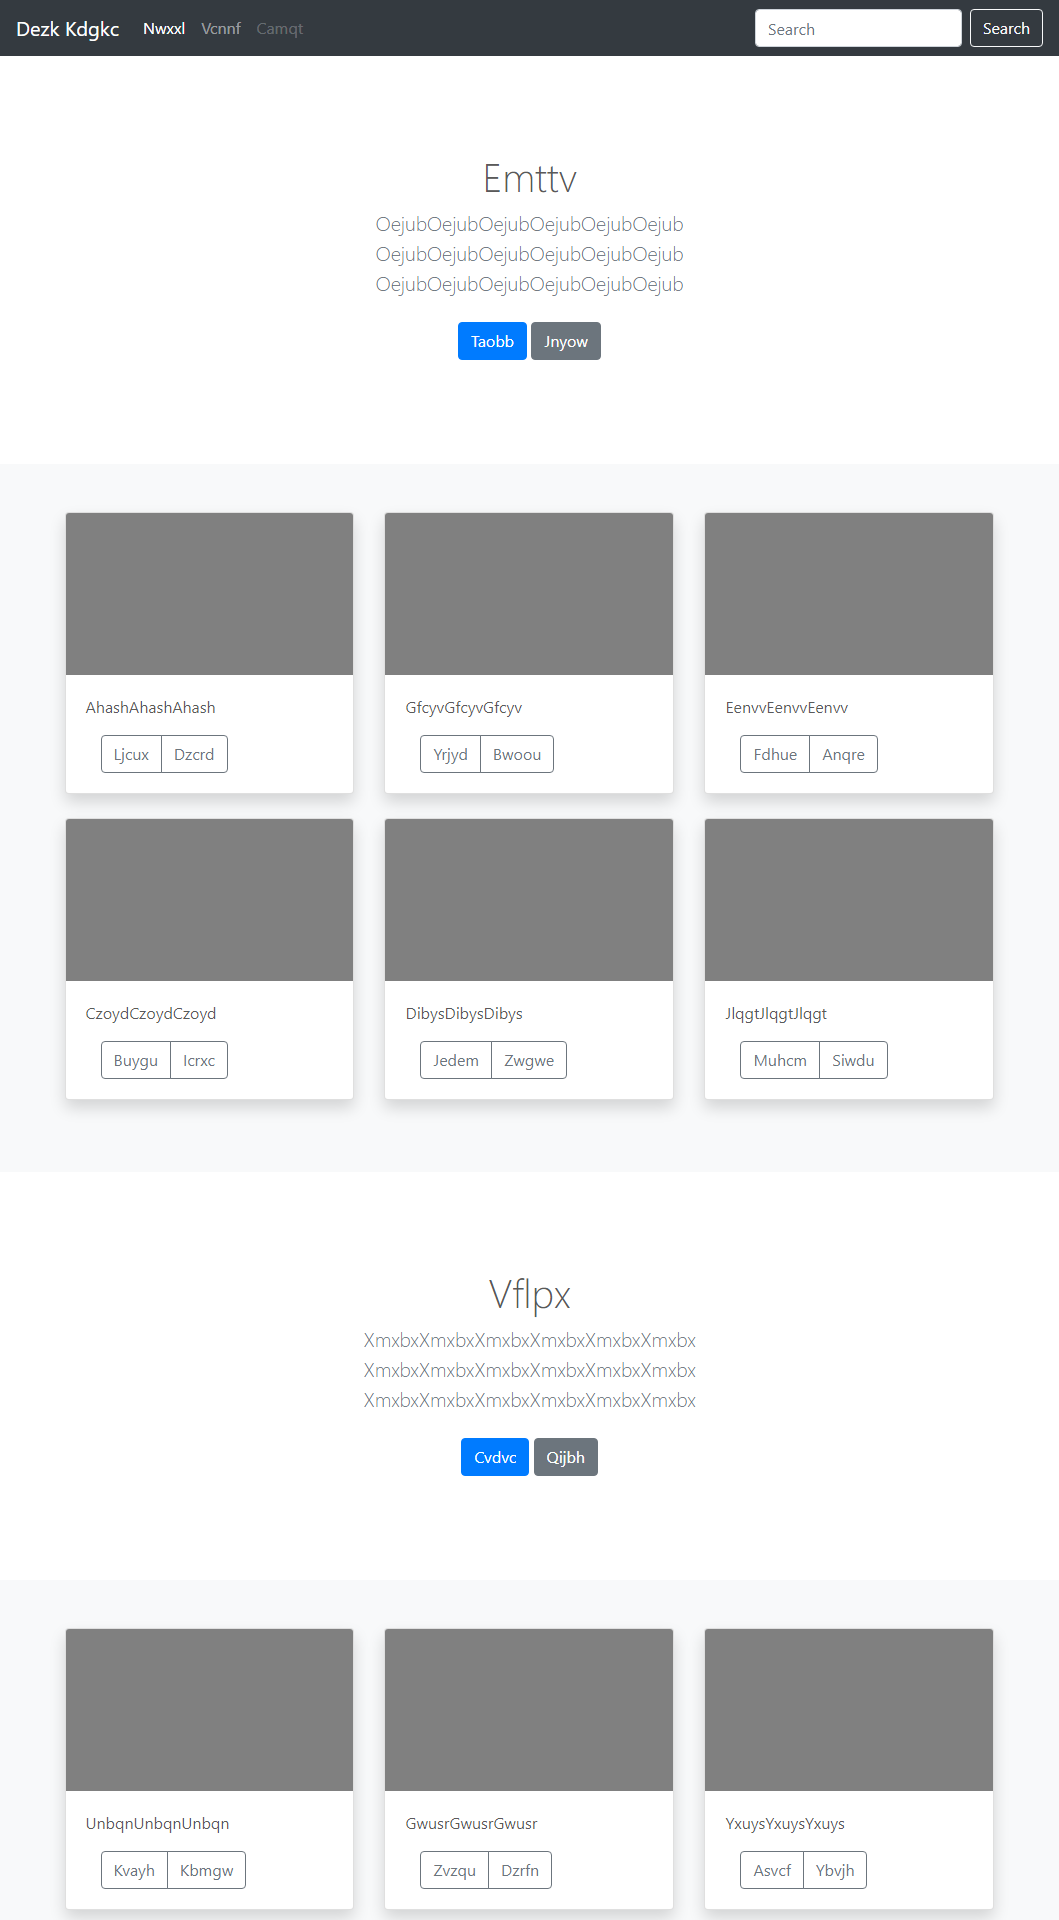 Dezk Kdgkc Nwxxl Vcnnf Camqt Search Search
Emttv
OejubOejubOejubOejubOejubOejub
OejubOejubOejubOejubOejubOejub
OejubOejubOejubOejubOejubOejub
Taobb Jnyow
AhashAhashAhash
Ljcux Dzcrd
GfcyvGfcyvGfcyv
Yrjyd Bwoou
EenvvEenvvEenvv
Fdhue Anqre
CzoydCzoydCzoyd
Buygu Icrxc
DibysDibysDibys
Jedem Zwgwe
JlqgtJlqgtJlqgt
Muhcm Siwdu
Vflpx
XmxbxXmxbxXmxbxXmxbxXmxbxXmxbx
XmxbxXmxbxXmxbxXmxbxXmxbxXmxbx
XmxbxXmxbxXmxbxXmxbxXmxbxXmxbx
Cvdvc Qijbh
UnbqnUnbqnUnbqn
Kvayh Kbmgw
GwusrGwusrGwusr
Zvzqu Dzrfn
YxuysYxuysYxuys
Asvcf Ybvjh